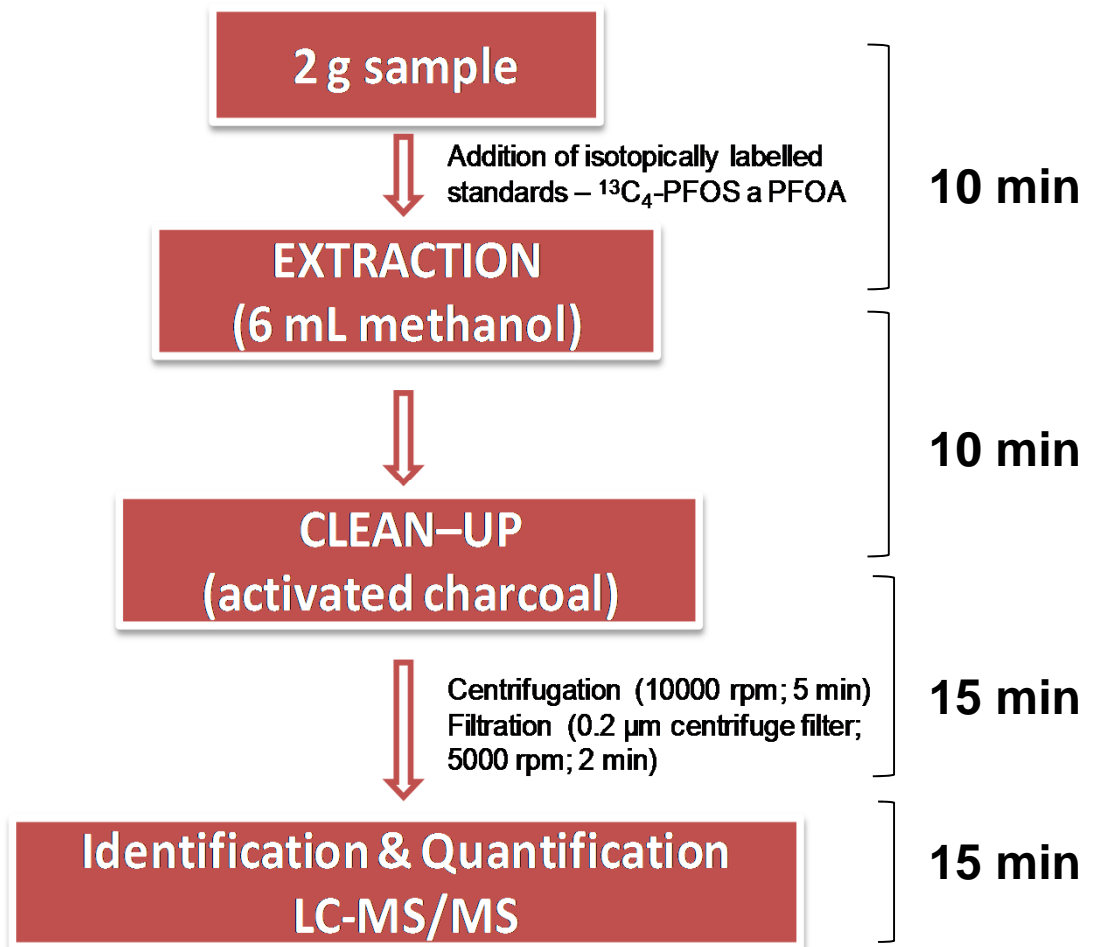 2 g sample
Addition of isotopically labelled
standards – ¹³C₄-PFOS a PFOA
10 min
EXTRACTION
(6 mL methanol)
10 min
CLEAN–UP
(activated charcoal)
Centrifugation (10000 rpm; 5 min)
Filtration (0.2 µm centrifuge filter;
5000 rpm; 2 min)
15 min
Identification & Quantification
LC-MS/MS
15 min